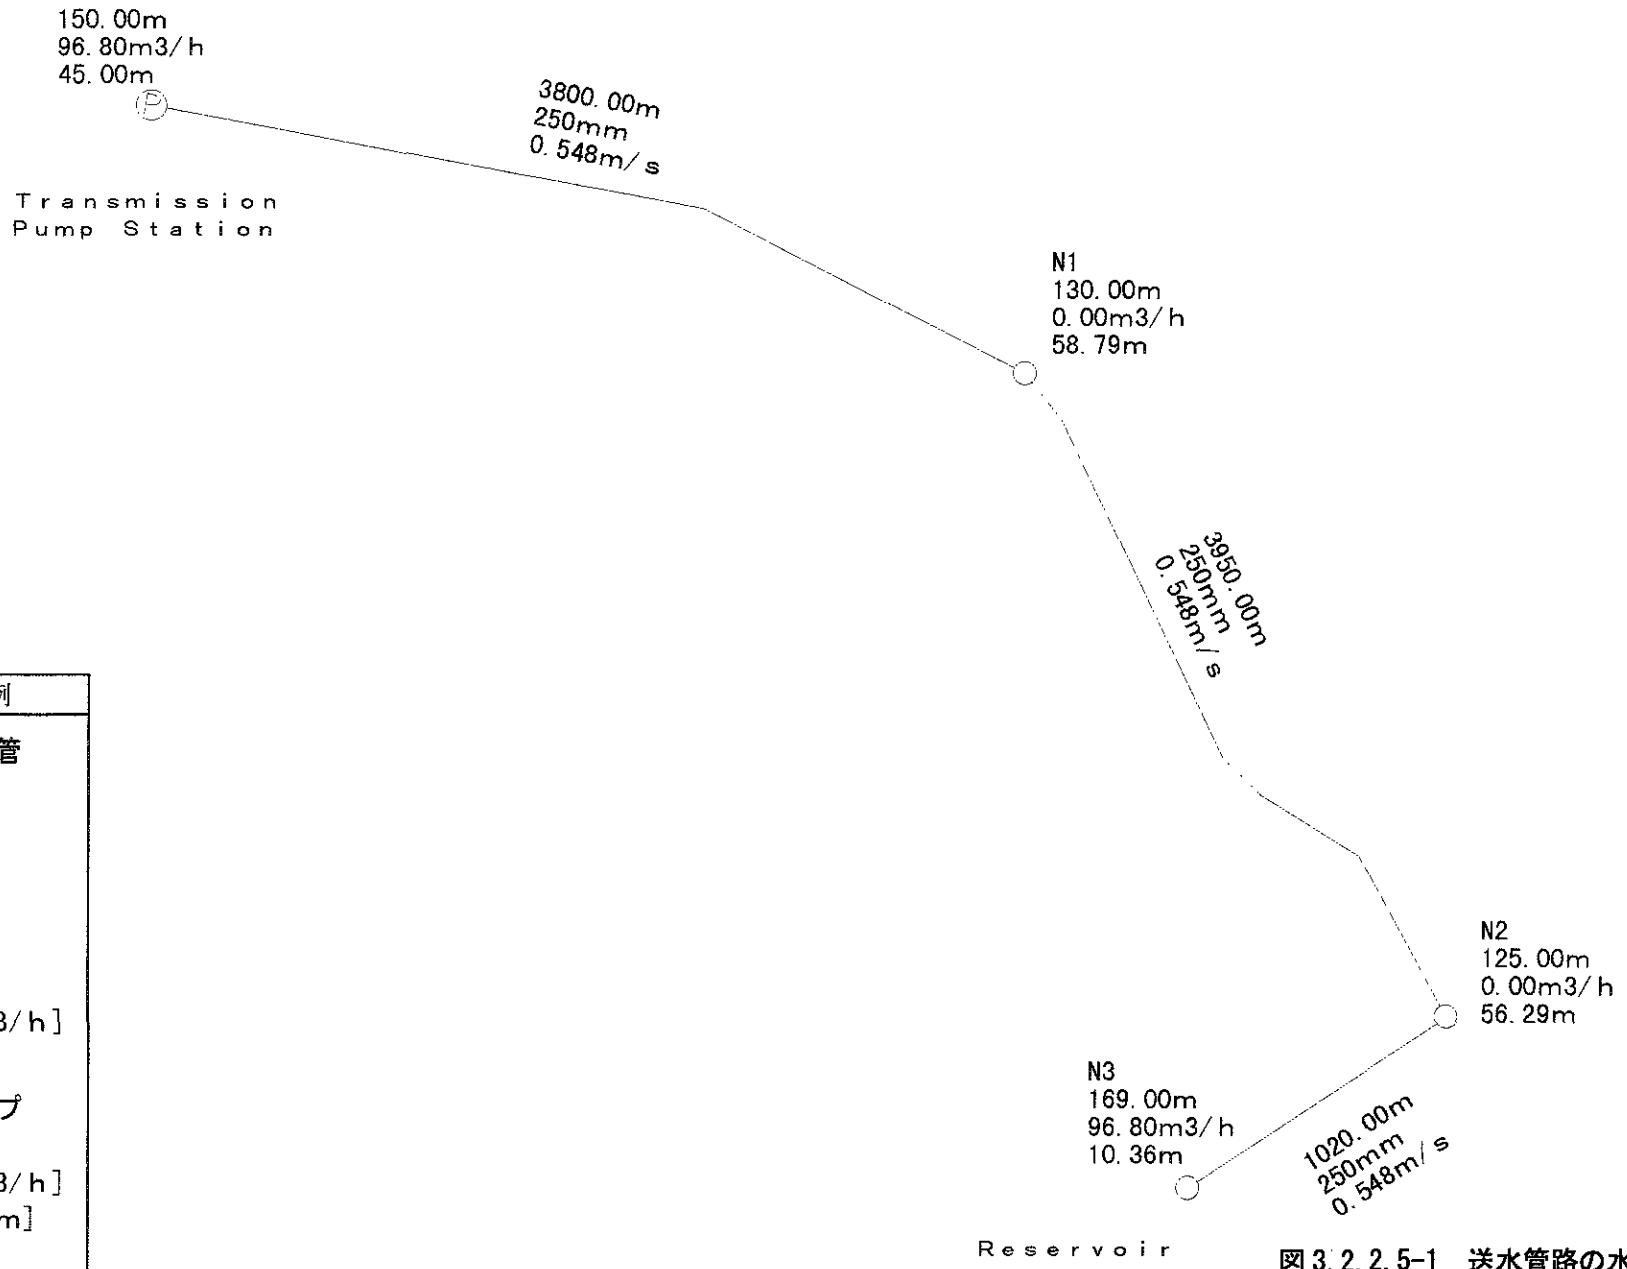 150.00m
96.80m3/h
45.00m
P
3800.00m
250mm
0.548m/s
Transmission
Pump Station
N1
130.00m
0.00m3/h
58.79m
3950.00m
250mm
0.548m/s
例
管
3/h]
プ
3/h]
m]
N2
125.00m
0.00m3/h
56.29m
N3
169.00m
96.80m3/h
10.36m
1020.00m
250mm
0.548m/s
Reservoir
図3.2.2.5-1 送水管路の水